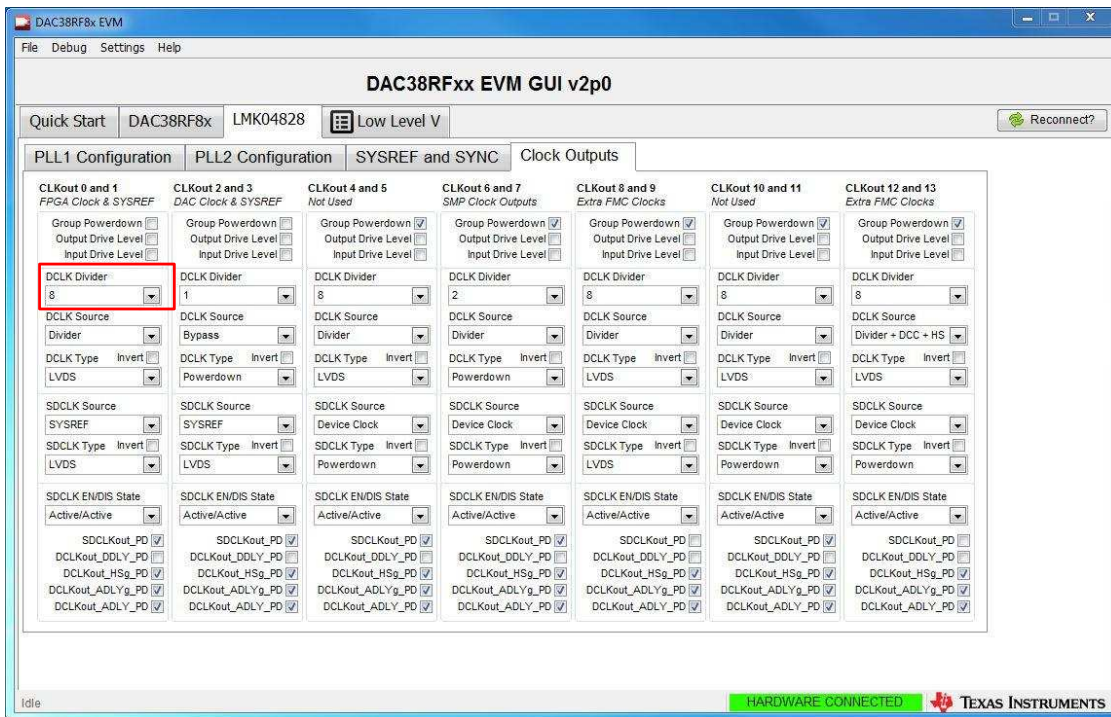 DAC38RF8x EVM
File Debug Settings Help
DAC38RFxx EVM GUI v2p0
Quick Start DAC38RF8x LMK04828 Low Level V Reconnect?
PLL1 Configuration PLL2 Configuration SYSREF and SYNC Clock Outputs
CLKout 0 and 1 CLKout 2 and 3 CLKout 4 and 5 CLKout 6 and 7 CLKout 8 and 9 CLKout 10 and 11 CLKout 12 and 13
FPGA Clock & SYSREF DAC Clock & SYSREF Not Used SMP Clock Outputs Extra FMC Clocks Not Used Extra FMC Clocks
Group Powerdown Group Powerdown Group Powerdown Group Powerdown Group Powerdown Group Powerdown Group Powerdown
Output Drive Level Output Drive Level Output Drive Level Output Drive Level Output Drive Level Output Drive Level Output Drive Level
Input Drive Level Input Drive Level Input Drive Level Input Drive Level Input Drive Level Input Drive Level Input Drive Level
DCLK Divider DCLK Divider DCLK Divider DCLK Divider DCLK Divider DCLK Divider DCLK Divider
8 1 8 2 8 8 8
DCLK Source DCLK Source DCLK Source DCLK Source DCLK Source DCLK Source DCLK Source
Divider Bypass Divider Divider Divider Divider Divider + DCC + HS
DCLK Type Invert DCLK Type Invert DCLK Type Invert DCLK Type Invert DCLK Type Invert DCLK Type Invert DCLK Type Invert
LVDS Powerdown LVDS Powerdown LVDS LVDS LVDS
SDCLK Source SDCLK Source SDCLK Source SDCLK Source SDCLK Source SDCLK Source SDCLK Source
SYSREF SYSREF Device Clock Device Clock Device Clock Device Clock Device Clock
SDCLK Type Invert SDCLK Type Invert SDCLK Type Invert SDCLK Type Invert SDCLK Type Invert SDCLK Type Invert SDCLK Type Invert
LVDS LVDS Powerdown Powerdown LVDS Powerdown Powerdown
SDCLK EN/DIS State SDCLK EN/DIS State SDCLK EN/DIS State SDCLK EN/DIS State SDCLK EN/DIS State SDCLK EN/DIS State SDCLK EN/DIS State
Active/Active Active/Active Active/Active Active/Active Active/Active Active/Active Active/Active
SDCLKout_PD SDCLKout_PD SDCLKout_PD SDCLKout_PD SDCLKout_PD SDCLKout_PD SDCLKout_PD
DCLKout_DDLY_PD DCLKout_DDLY_PD DCLKout_DDLY_PD DCLKout_DDLY_PD DCLKout_DDLY_PD DCLKout_DDLY_PD DCLKout_DDLY_PD
DCLKout_HSg_PD DCLKout_HSg_PD DCLKout_HSg_PD DCLKout_HSg_PD DCLKout_HSg_PD DCLKout_HSg_PD DCLKout_HSg_PD
DCLKout_ADLYg_PD DCLKout_ADLYg_PD DCLKout_ADLYg_PD DCLKout_ADLYg_PD DCLKout_ADLYg_PD DCLKout_ADLYg_PD DCLKout_ADLYg_PD
DCLKout_ADLY_PD DCLKout_ADLY_PD DCLKout_ADLY_PD DCLKout_ADLY_PD DCLKout_ADLY_PD DCLKout_ADLY_PD DCLKout_ADLY_PD
Idle HARDWARE CONNECTED TEXAS INSTRUMENTS